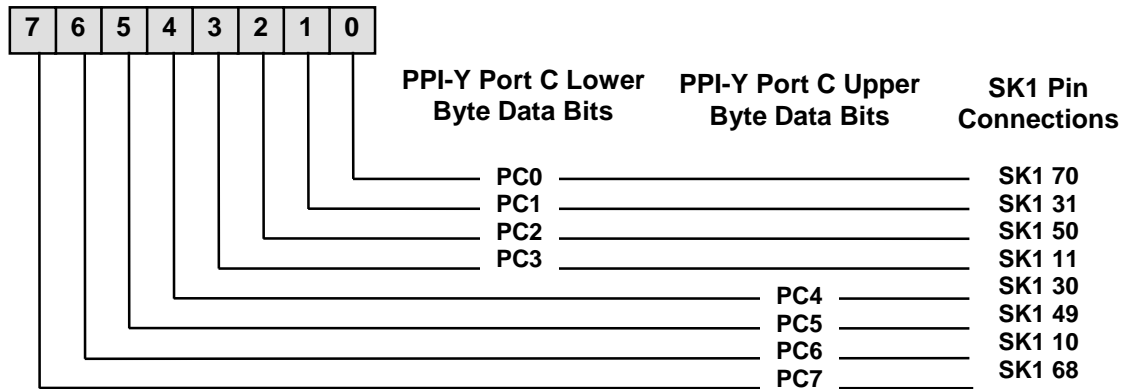 7 6 5 4 3 2 1 0
PPI-Y Port C Lower
Byte Data Bits
PPI-Y Port C Upper
Byte Data Bits
SK1 Pin
Connections
PC0 SK1 70
PC1 SK1 31
PC2 SK1 50
PC3 SK1 11
PC4 SK1 30
PC5 SK1 49
PC6 SK1 10
PC7 SK1 68